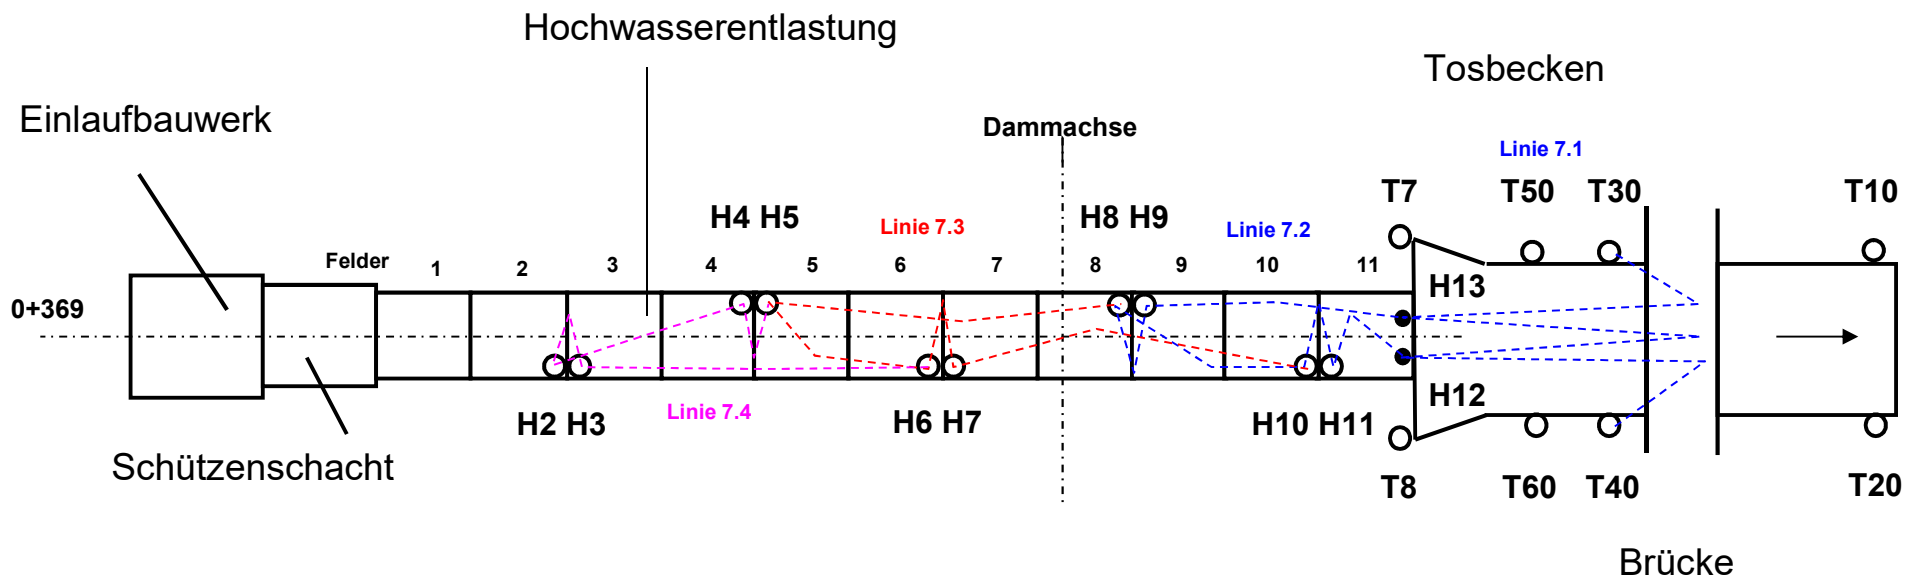 Hochwasserentlastung
Tosbecken
Einlaufbauwerk
Dammachse
Linie 7.1
T7 T50 T30 T10
H4 H5 Linie 7.3 H8 H9 Linie 7.2
Felder 1 2 3 4 5 6 7 8 9 10 11
H13
0+369
H12
Linie 7.4
H2 H3 H6 H7 H10 H11
Schützenschacht
T8 T60 T40 T20
Brücke